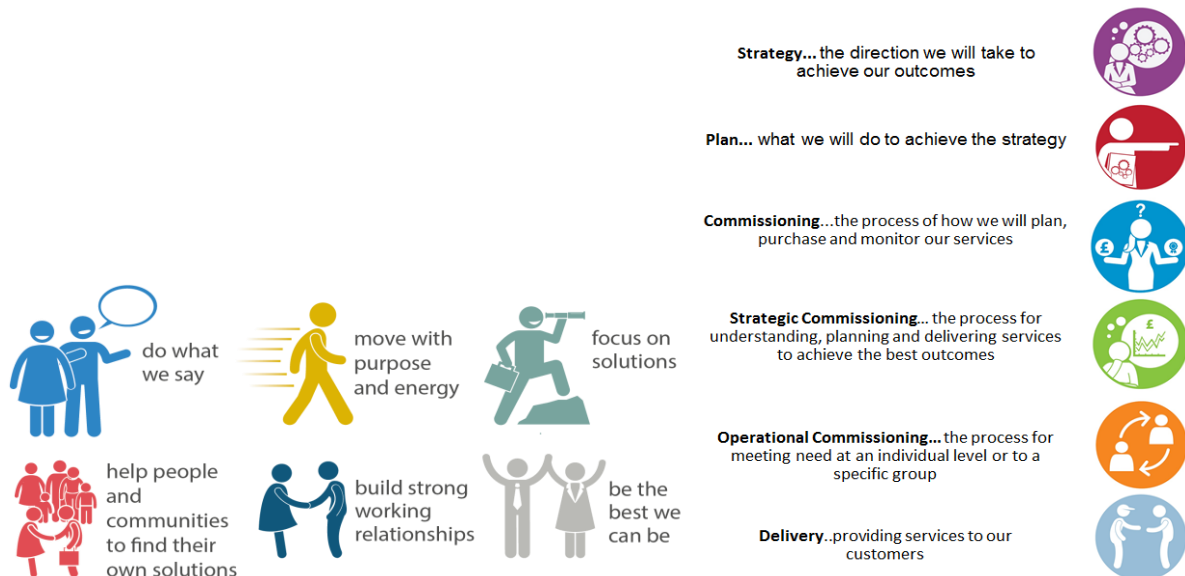 do what
we say
move with
purpose
and energy
focus on
solutions
help people
and
communities
to find their
own solutions
build strong
working
relationships
be the
best we
can be
Strategy... the direction we will take to
achieve our outcomes
Plan... what we will do to achieve the strategy
Commissioning...the process of how we will plan,
purchase and monitor our services
?
£
Strategic Commissioning... the process for
understanding, planning and delivering services
to achieve the best outcomes
£
Operational Commissioning... the process for
meeting need at an individual level or to a
specific group
Delivery..providing services to our
customers